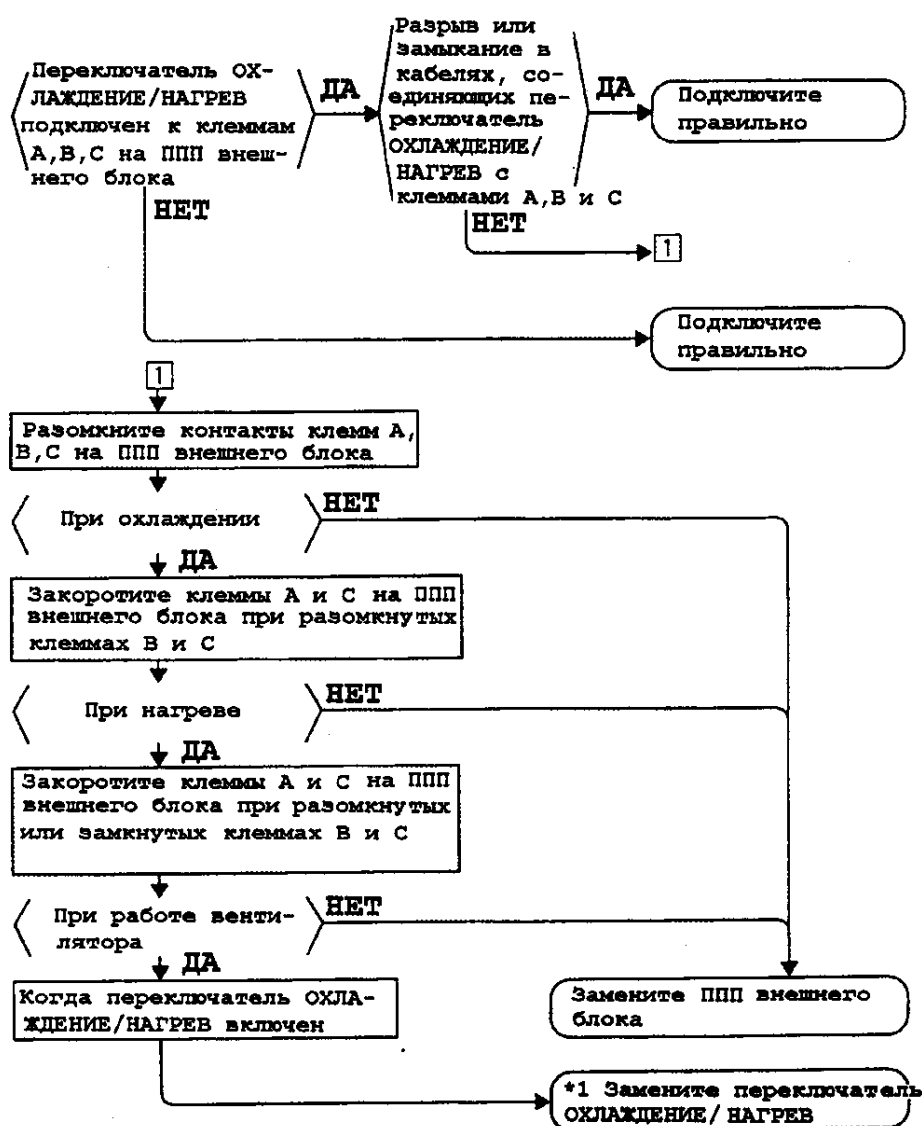 Переключатель ОХ-
ЛАЖДЕНИЕ/НАГРЕВ
подключен к клеммам
А,В,С на ППП внеш-
него блока
ДА
Разрыв или
замыкание в
кабелях, со-
единяющих пе-
реключатель
ОХЛАЖДЕНИЕ/
НАГРЕВ с
клеммами А,В и С
ДА
Подключите
правильно
НЕТ
НЕТ
1
Подключите
правильно
1
Разомкните контакты клемм А,
В,С на ППП внешнего блока
При охлаждении
НЕТ
ДА
Закоротите клеммы А и С на ППП
внешнего блока при разомкнутых
клеммах В и С
При нагреве
НЕТ
ДА
Закоротите клеммы А и С на ППП
внешнего блока при разомкнутых
или замкнутых клеммах В и С
При работе венти-
лятора
НЕТ
ДА
Когда переключатель ОХЛА-
ЖДЕНИЕ/НАГРЕВ включен
Замените ППП внешнего
блока
*1 Замените переключатель
ОХЛАЖДЕНИЕ/ НАГРЕВ